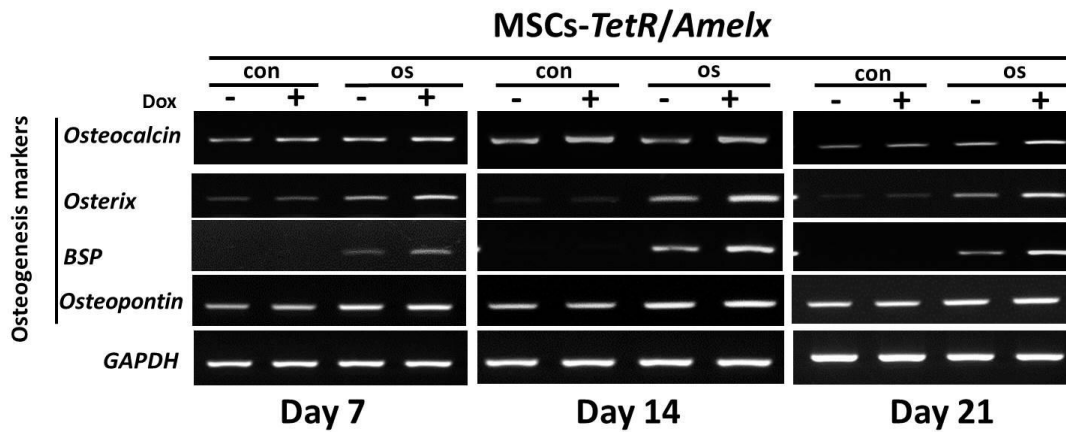 MSCs-TetR/Amelx
con os con os con os
Dox - + - + - + - + - + - +
Osteogenesis markers
Osteocalcin
Osterix
BSP
Osteopontin
GAPDH
Day 7 Day 14 Day 21